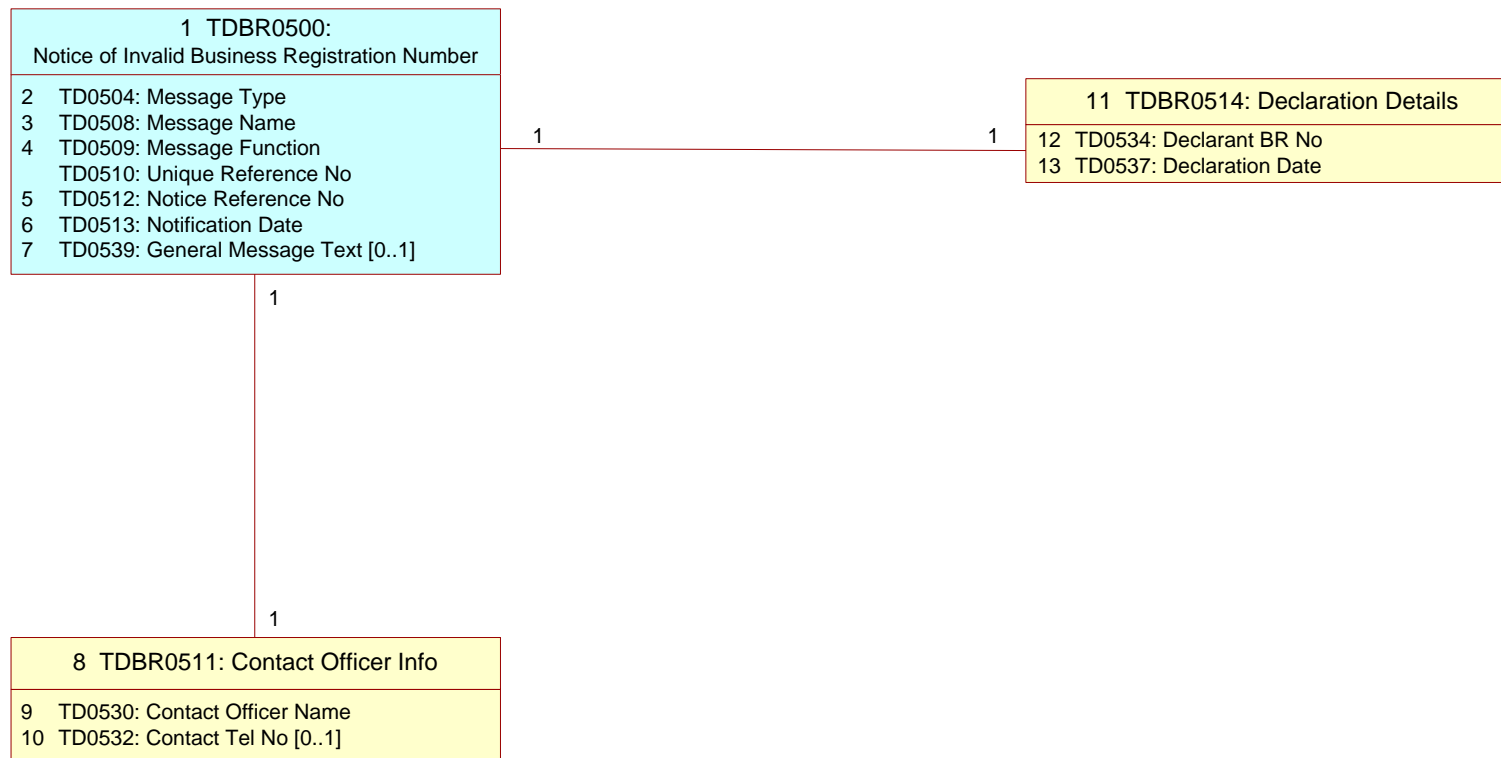 1 TDBR0500:
Notice of Invalid Business Registration Number
2 TD0504: Message Type
3 TD0508: Message Name
4 TD0509: Message Function
TD0510: Unique Reference No
5 TD0512: Notice Reference No
6 TD0513: Notification Date
7 TD0539: General Message Text [0..1]
1
1
11 TDBR0514: Declaration Details
12 TD0534: Declarant BR No
13 TD0537: Declaration Date
1
1
8 TDBR0511: Contact Officer Info
9 TD0530: Contact Officer Name
10 TD0532: Contact Tel No [0..1]